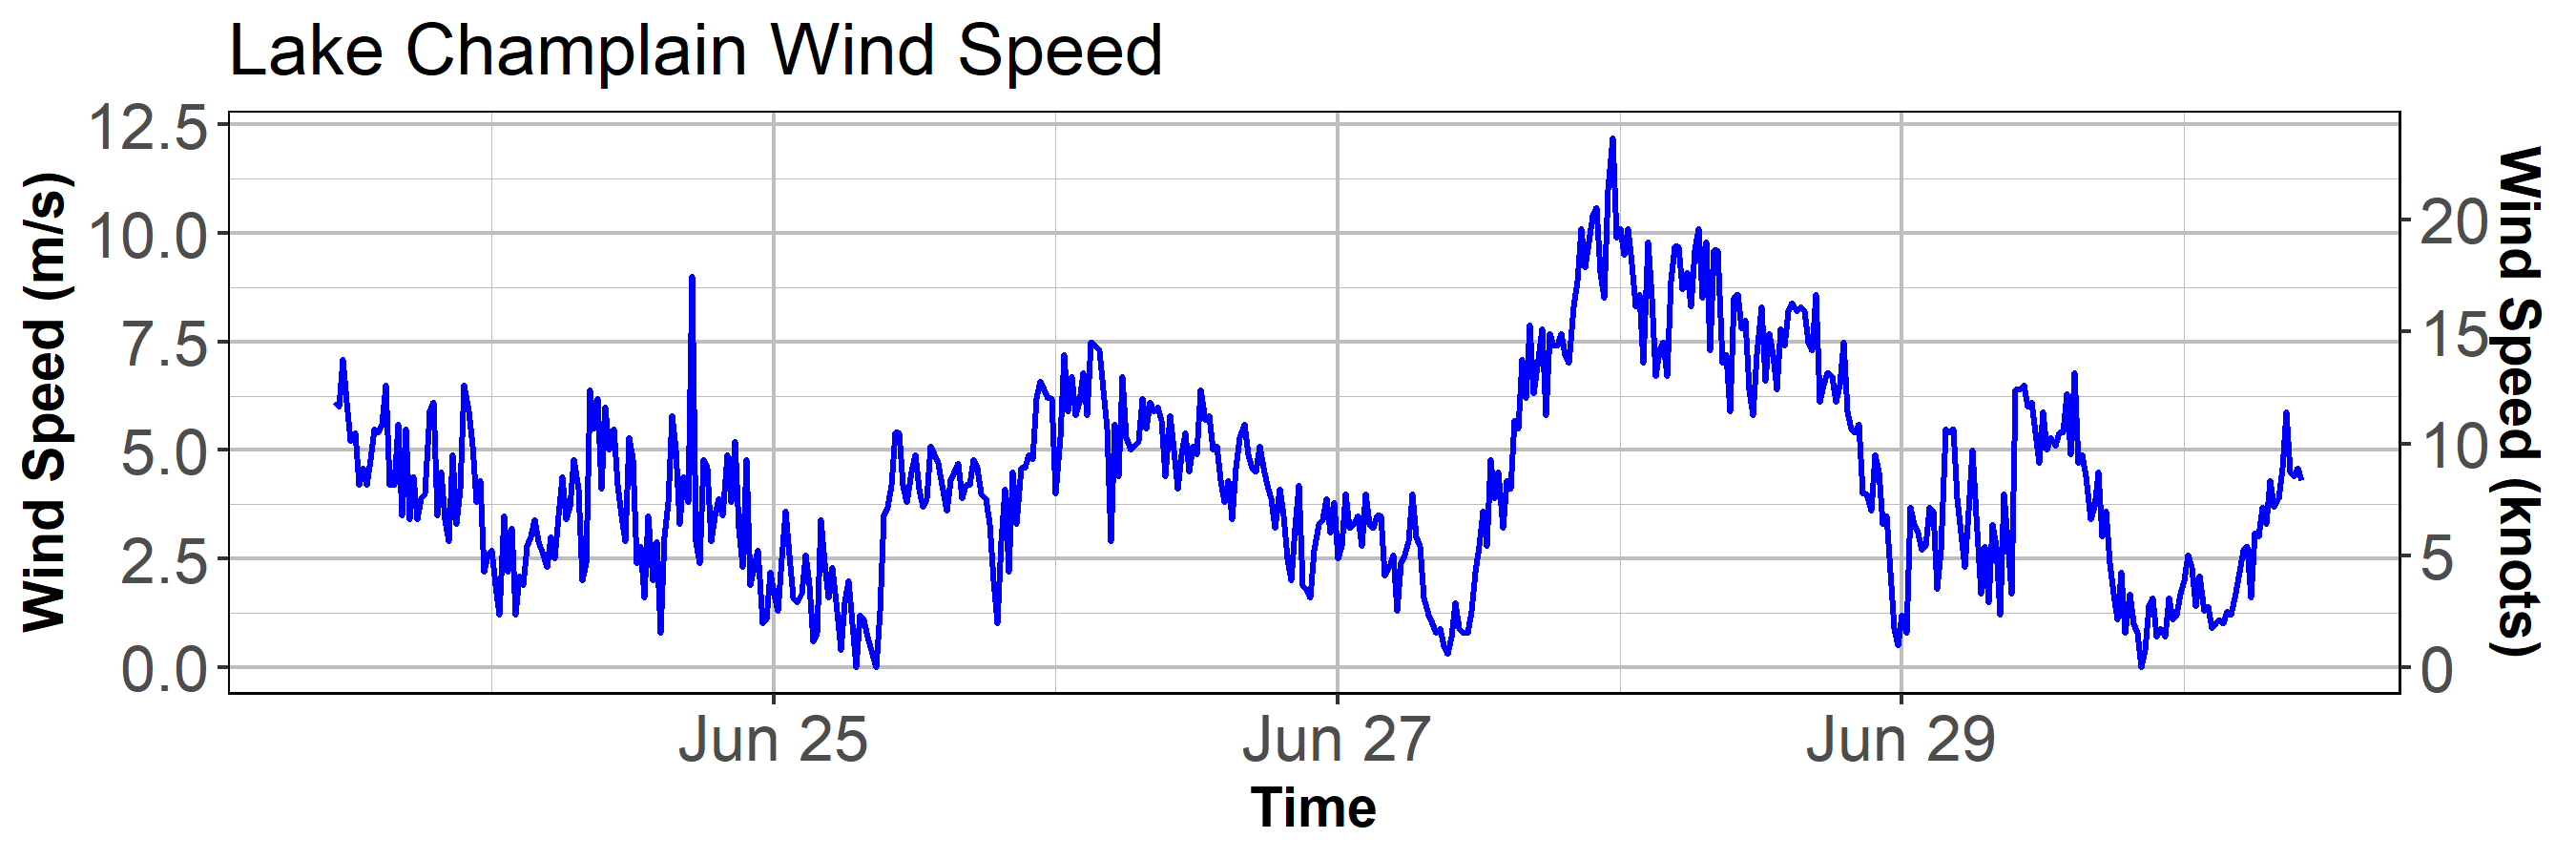 Lake Champlain Wind Speed
Wind Speed (m/s)
12.5
10.0
7.5
5.0
2.5
0.0
20
15
10
5
0
Wind Speed (knots)
Jun 25 Jun 27 Jun 29
Time